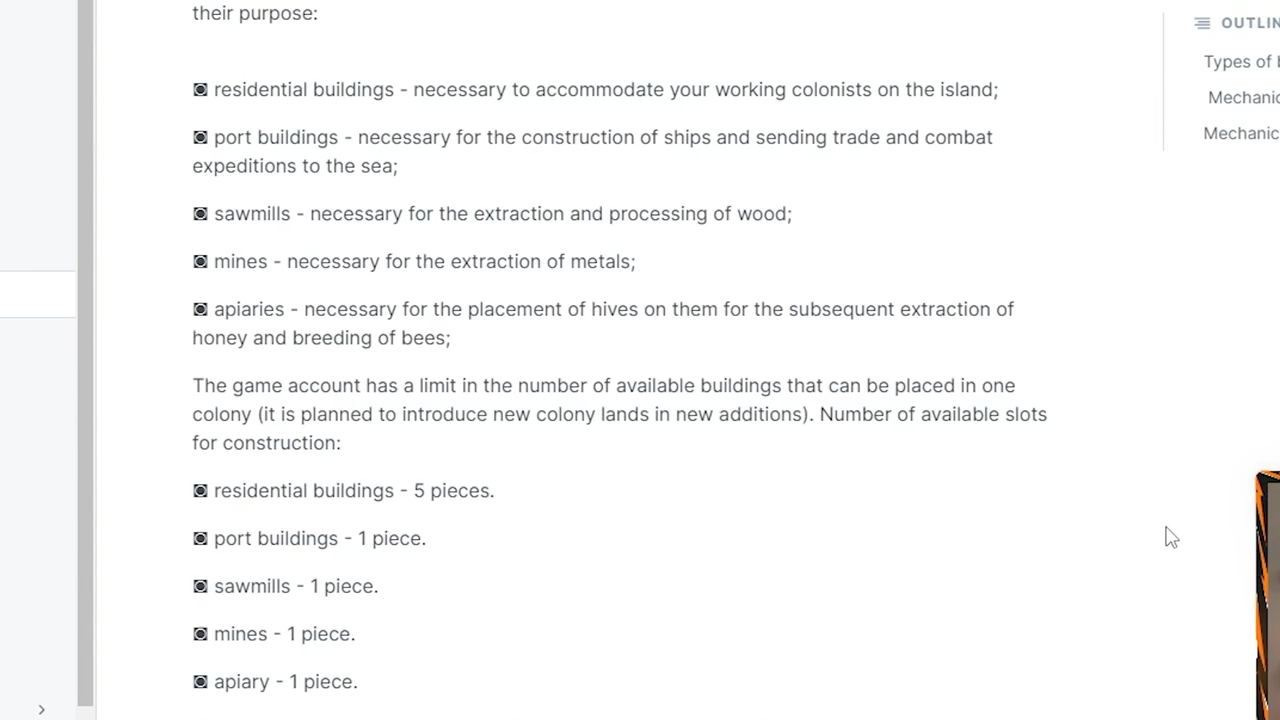 their purpose:
◙ residential buildings - necessary to accommodate your working colonists on the island;
◙ port buildings - necessary for the construction of ships and sending trade and combat
expeditions to the sea;
◙ sawmills - necessary for the extraction and processing of wood;
◙ mines - necessary for the extraction of metals;
◙ apiaries - necessary for the placement of hives on them for the subsequent extraction of
honey and breeding of bees;
The game account has a limit in the number of available buildings that can be placed in one
colony (it is planned to introduce new colony lands in new additions). Number of available slots
for construction:
◙ residential buildings - 5 pieces.
◙ port buildings - 1 piece.
◙ sawmills - 1 piece.
◙ mines - 1 piece.
◙ apiary - 1 piece.
OUTLIN
Types of
Mechanic
Mechanic